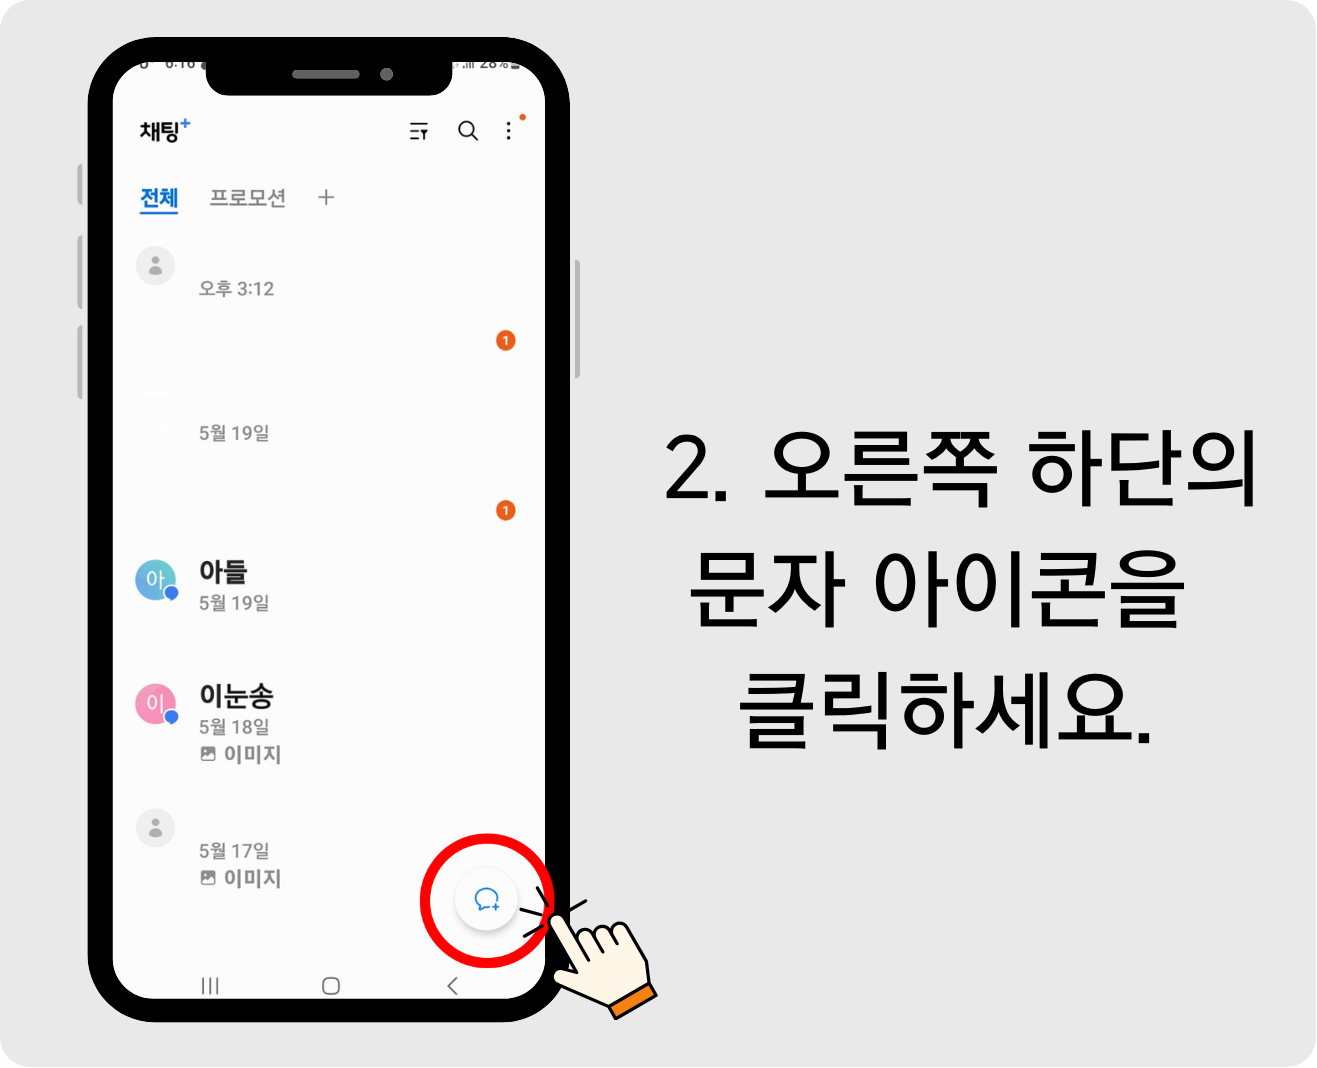 6:16
28%
채팅+
전체 프로모션 +
오후 3:12
1
5월 19일
1
아 아들
5월 19일
이 이눈송
5월 18일
이미지
5월 17일
이미지
2. 오른쪽 하단의
문자 아이콘을
클릭하세요.